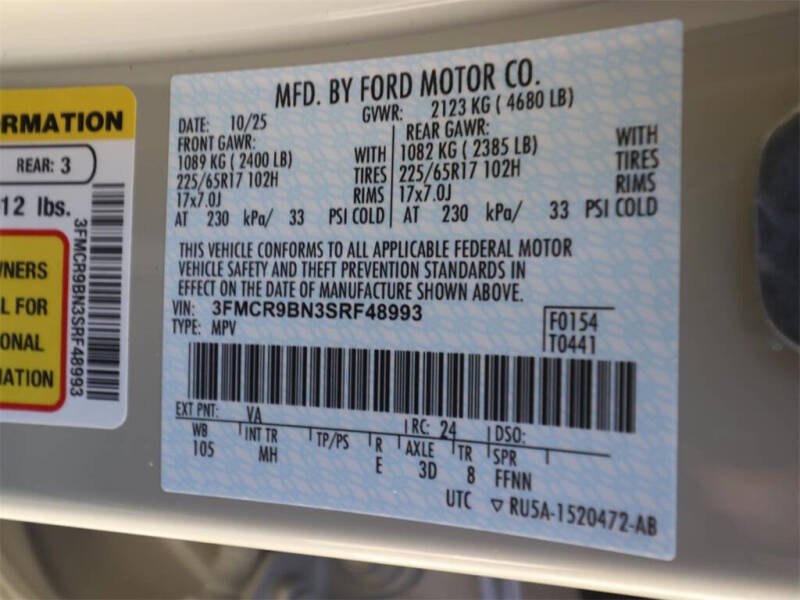 RMATION
REAR: 3
12 lbs.
3FMCR9BN3SRF48993
WNERS
L FOR
ONAL
MATION
MFD. BY FORD MOTOR CO.
DATE: 10/25 GVWR: 2123 KG ( 4680 LB)
FRONT GAWR: REAR GAWR:
1089 KG ( 2400 LB) WITH 1082 KG ( 2385 LB) WITH
225/65R17 102H TIRES 225/65R17 102H TIRES
17x7.0J RIMS 17x7.0J RIMS
AT 230 kPa/ 33 PSI COLD AT 230 kPa/ 33 PSI COLD
THIS VEHICLE CONFORMS TO ALL APPLICABLE FEDERAL MOTOR
VEHICLE SAFETY AND THEFT PREVENTION STANDARDS IN
EFFECT ON THE DATE OF MANUFACTURE SHOWN ABOVE.
VIN: 3FMCR9BN3SRF48993 F0154
TYPE: MPV T0441
EXT PNT: VA RC: 24 DSO:
WB INT TR TP/PS R AXLE TR SPR
105 MH E 3D 8 FFNN
UTC ▽ RU5A-1520472-AB